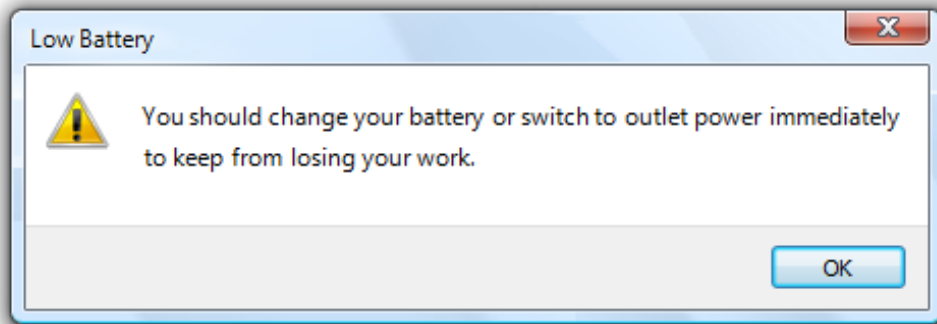 Low Battery
You should change your battery or switch to outlet power immediately
to keep from losing your work.
OK